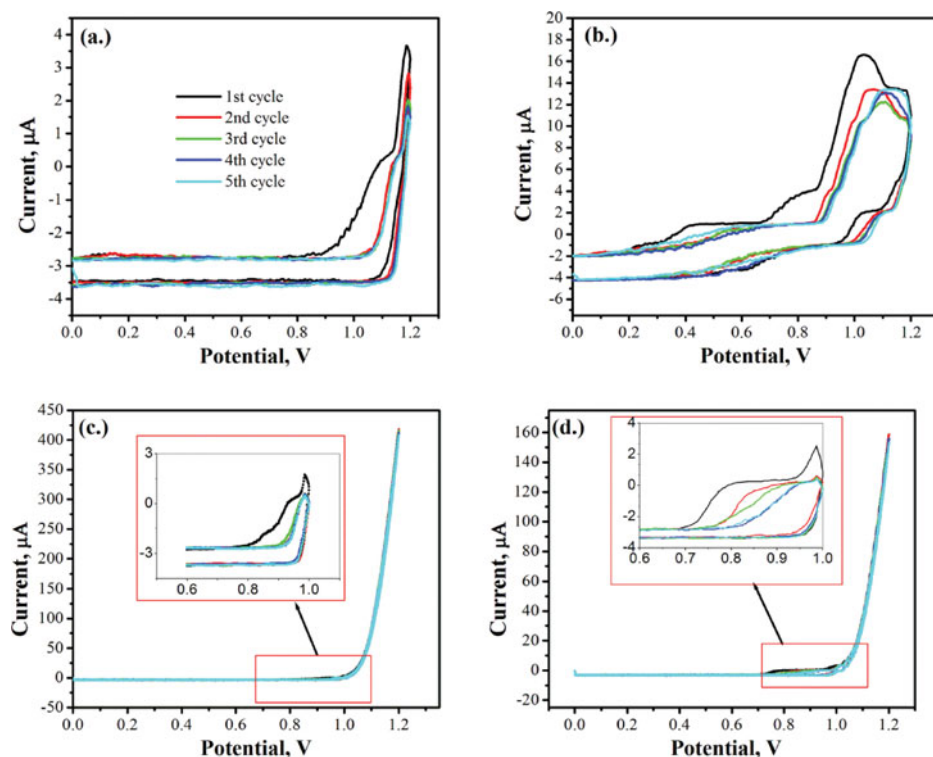 (a.)
4
3
2
1
0
-1
-2
-3
-4
Current, µA
1st cycle
2nd cycle
3rd cycle
4th cycle
5th cycle
0.0 0.2 0.4 0.6 0.8 1.0 1.2
Potential, V
(b.)
20
18
16
14
12
10
8
6
4
2
0
-2
-4
-6
-8
Current, µA
0.0 0.2 0.4 0.6 0.8 1.0 1.2
Potential, V
(c.)
450
400
350
300
250
200
150
100
50
0
-50
Current, µA
3
0
-3
0.6 0.8 1.0
0.0 0.2 0.4 0.6 0.8 1.0 1.2
Potential, V
(d.)
160
140
120
100
80
60
40
20
0
-20
Current, µA
4
2
0
-2
-4
0.6 0.7 0.8 0.9 1.0
0.0 0.2 0.4 0.6 0.8 1.0 1.2
Potential, V